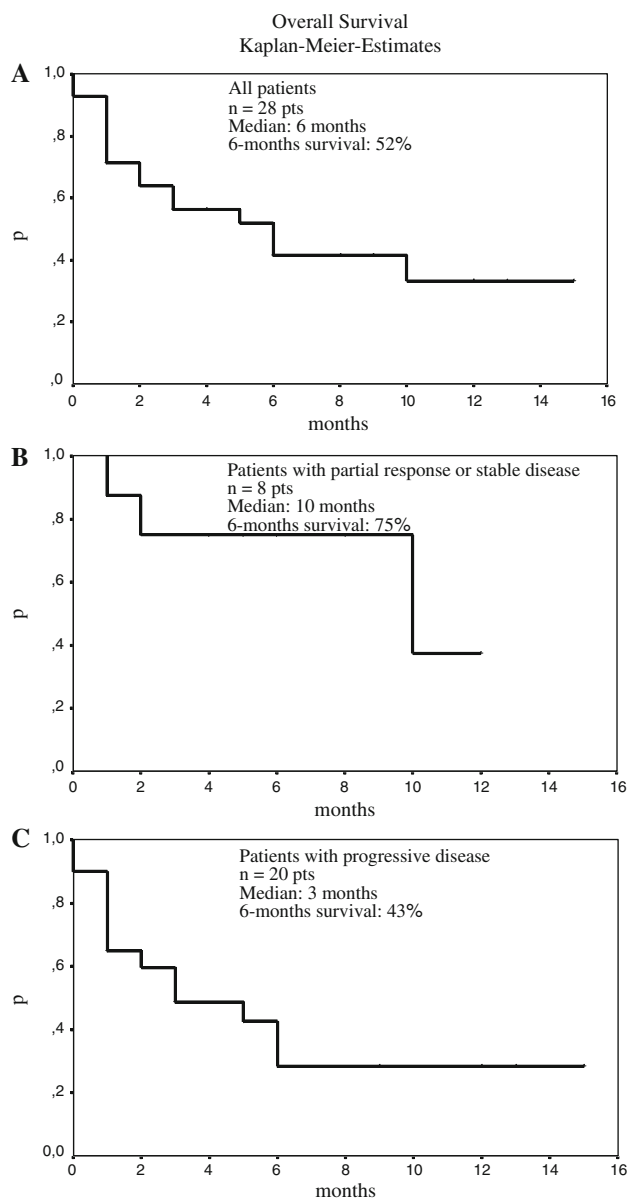 Overall Survival
Kaplan-Meier-Estimates
A
1,0
,8
,6
,4
,2
,0
p
All patients
n = 28 pts
Median: 6 months
6-months survival: 52%
0 2 4 6 8 10 12 14 16
months
B
1,0
,8
,6
,4
,2
,0
p
Patients with partial response or stable disease
n = 8 pts
Median: 10 months
6-months survival: 75%
0 2 4 6 8 10 12 14 16
months
C
1,0
,8
,6
,4
,2
0,0
p
Patients with progressive disease
n = 20 pts
Median: 3 months
6-months survival: 43%
0 2 4 6 8 10 12 14 16
months